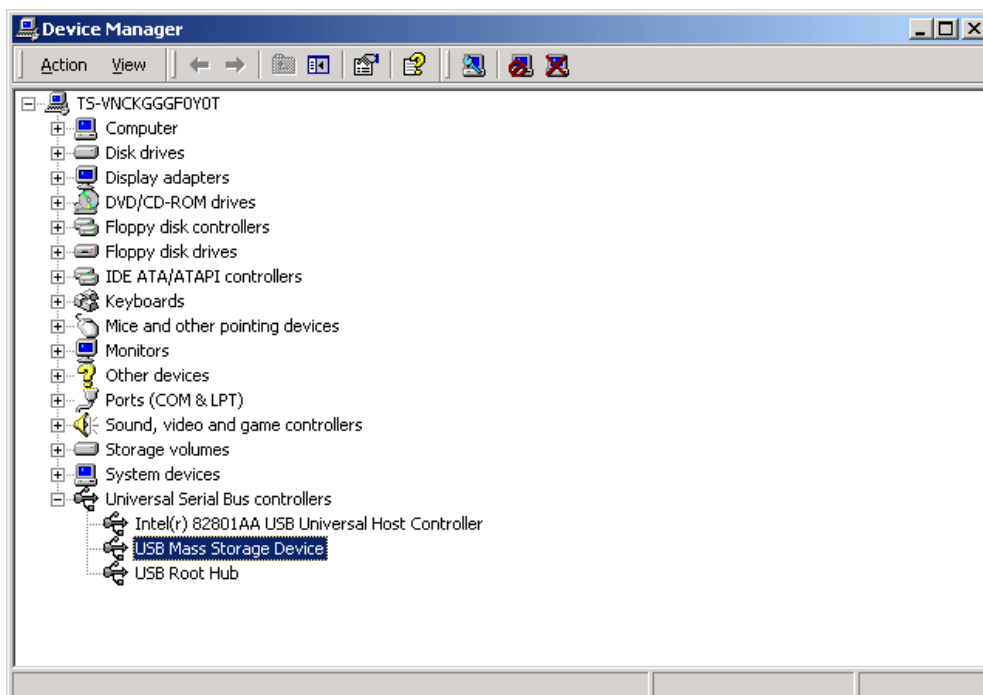 Device Manager
Action View
TS-VNCKGGGF0Y0T
Computer
Disk drives
Display adapters
DVD/CD-ROM drives
Floppy disk controllers
Floppy disk drives
IDE ATA/ATAPI controllers
Keyboards
Mice and other pointing devices
Monitors
Other devices
Ports (COM & LPT)
Sound, video and game controllers
Storage volumes
System devices
Universal Serial Bus controllers
Intel(r) 82801AA USB Universal Host Controller
USB Mass Storage Device
USB Root Hub